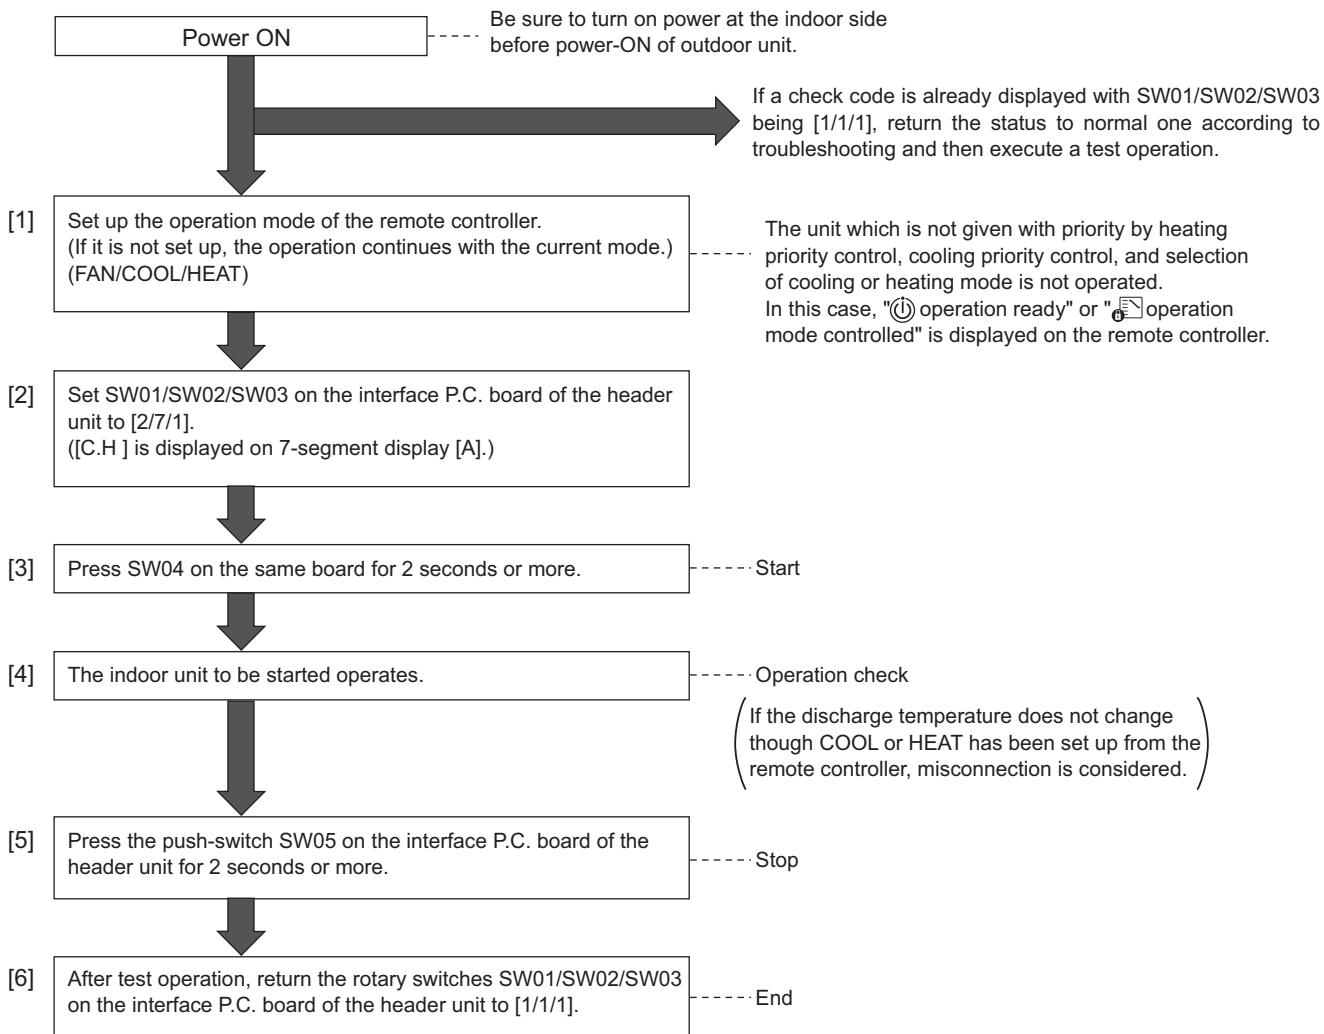 Power ON
Be sure to turn on power at the indoor side
before power-ON of outdoor unit.
If a check code is already displayed with SW01/SW02/SW03
being [1/1/1], return the status to normal one according to
troubleshooting and then execute a test operation.
[1]
Set up the operation mode of the remote controller.
(If it is not set up, the operation continues with the current mode.)
(FAN/COOL/HEAT)
The unit which is not given with priority by heating
priority control, cooling priority control, and selection
of cooling or heating mode is not operated.
In this case, " operation ready" or " operation
mode controlled" is displayed on the remote controller.
[2]
Set SW01/SW02/SW03 on the interface P.C. board of the header
unit to [2/7/1].
([C.H ] is displayed on 7-segment display [A].)
[3]
Press SW04 on the same board for 2 seconds or more.
Start
[4]
The indoor unit to be started operates.
Operation check
If the discharge temperature does not change
though COOL or HEAT has been set up from the
remote controller, misconnection is considered.
[5]
Press the push-switch SW05 on the interface P.C. board of the
header unit for 2 seconds or more.
Stop
[6]
After test operation, return the rotary switches SW01/SW02/SW03
on the interface P.C. board of the header unit to [1/1/1].
End